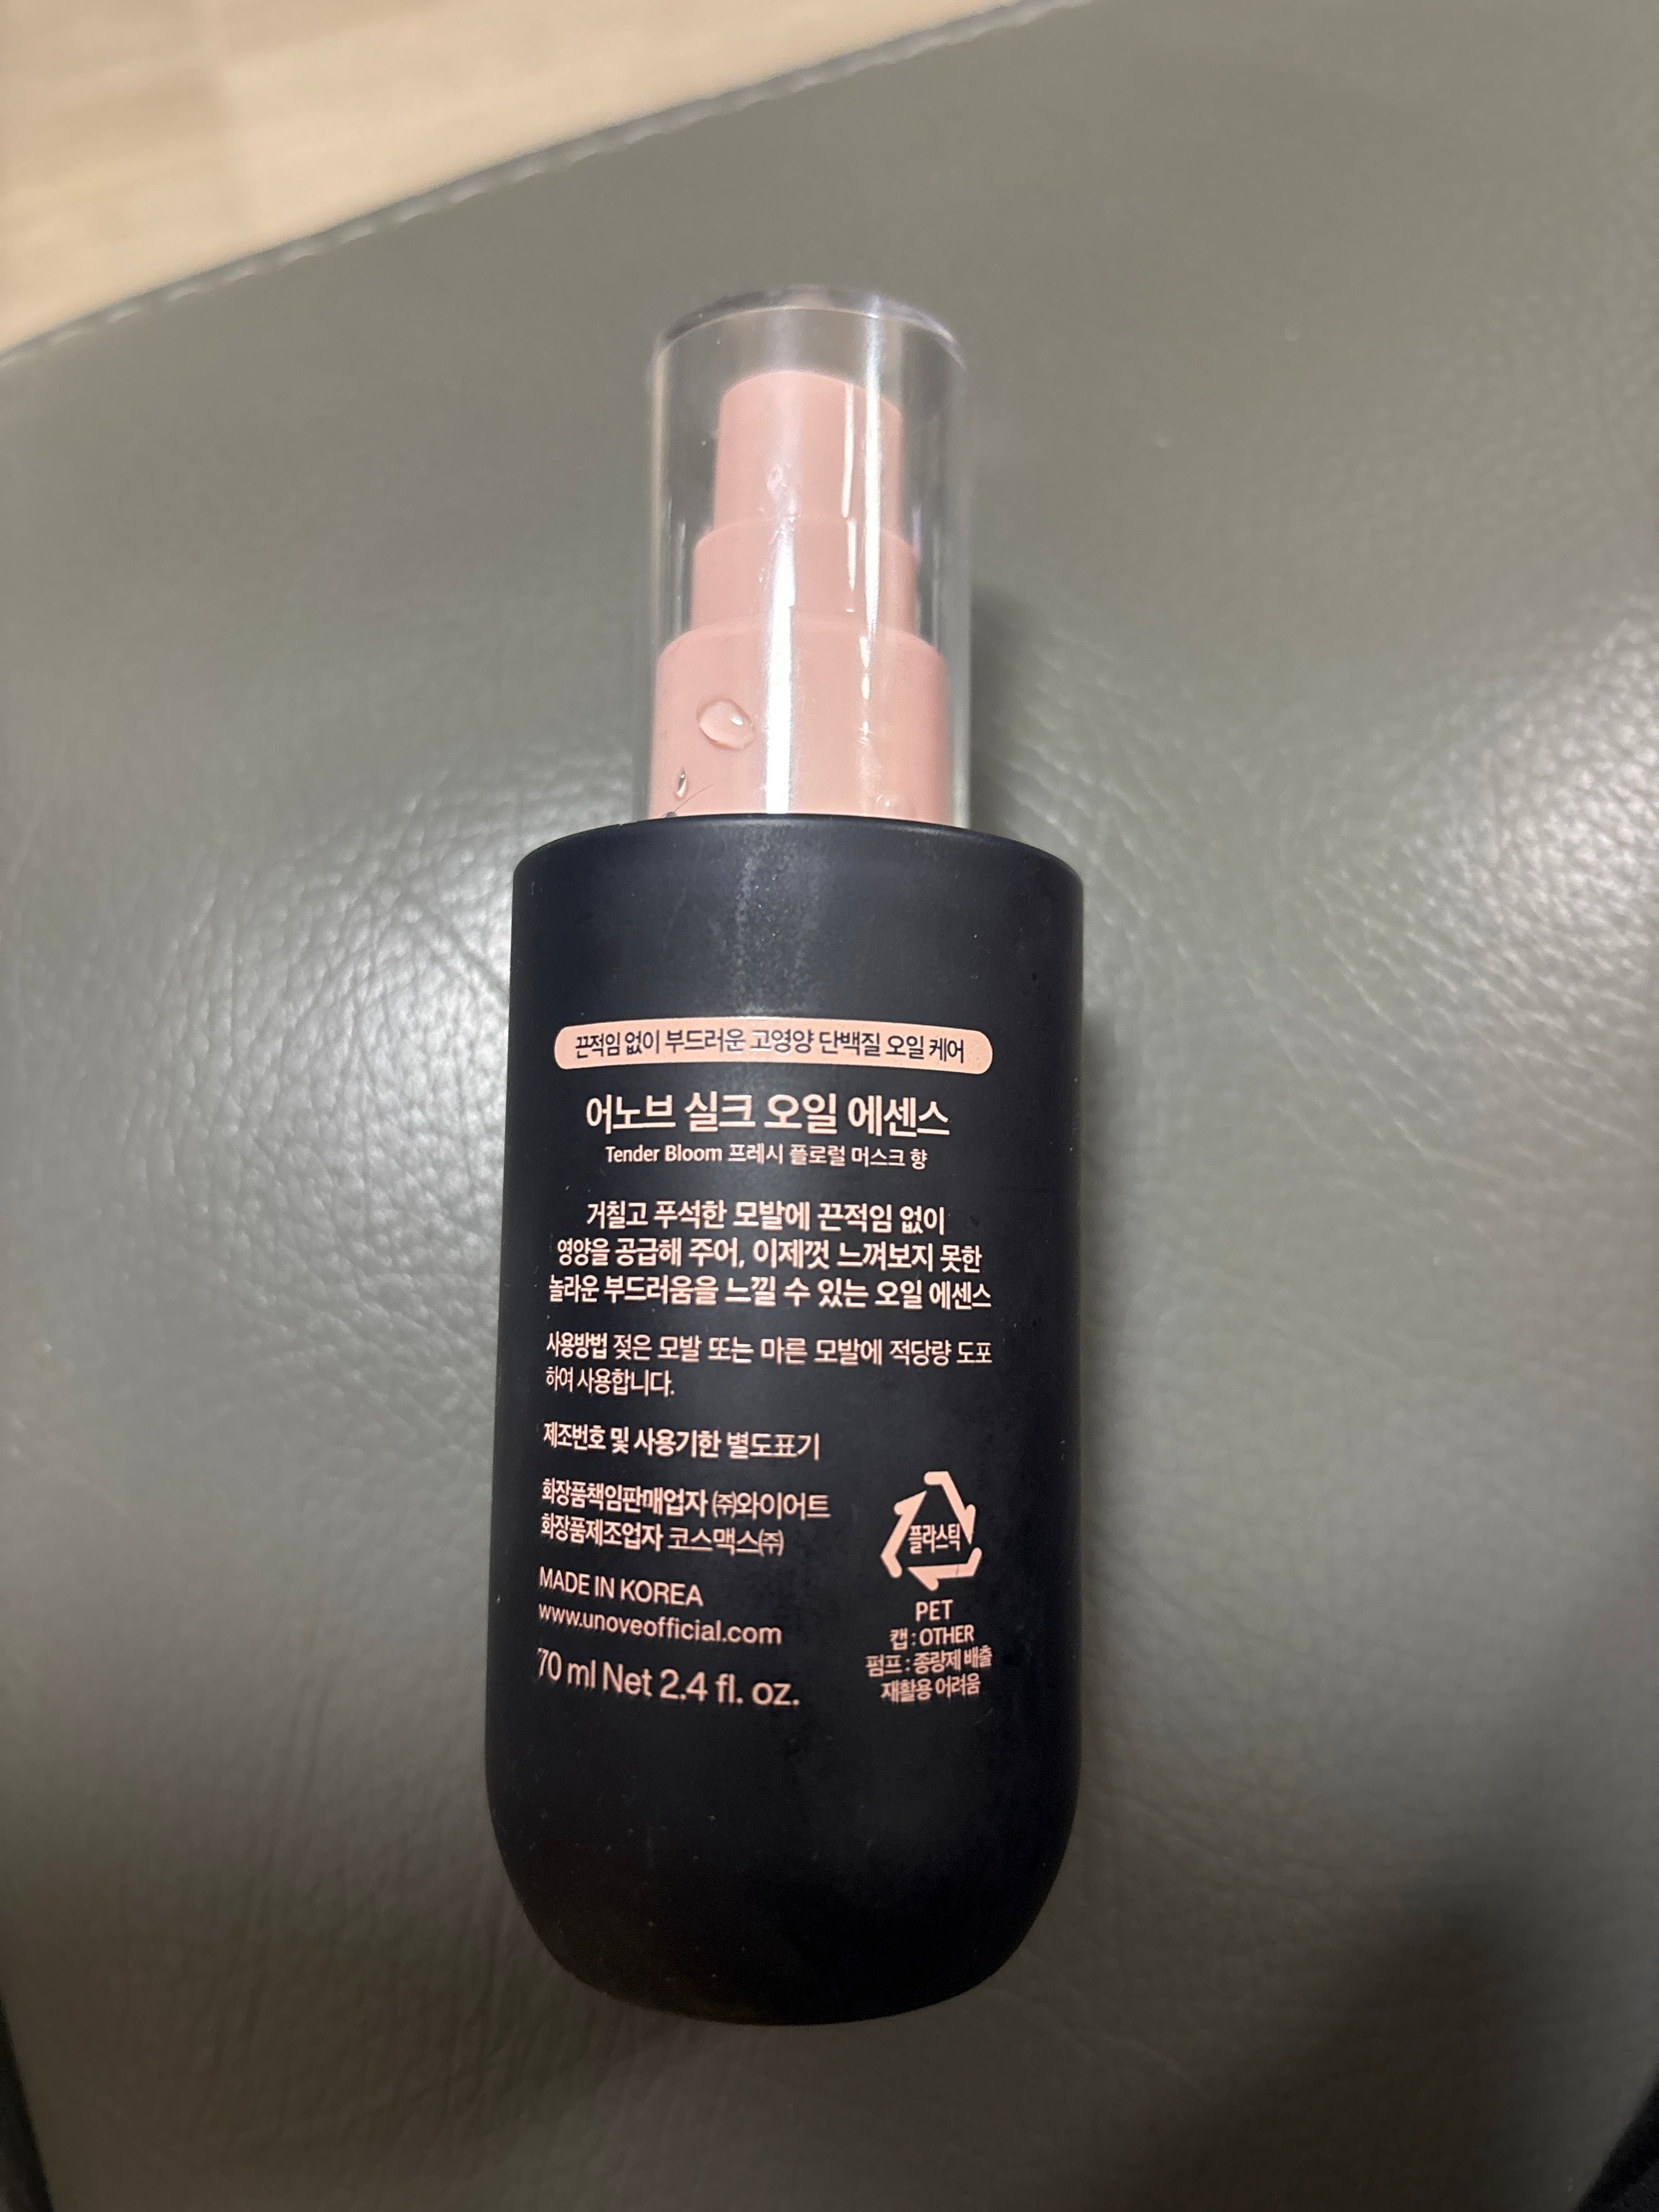 끈적임 없이 부드러운 고영양 단백질 오일 케어
어노브 실크 오일 에센스
Tender Bloom 프레시 플로럴 머스크 향
거칠고 푸석한 모발에 끈적임 없이
영양을 공급해 주어, 이제껏 느껴보지 못한
놀라운 부드러움을 느낄 수 있는 오일 에센스
사용방법 젖은 모발 또는 마른 모발에 적당량 도포
하여 사용합니다.
제조번호 및 사용기한 별도표기
화장품책임판매업자 ㈜와이어트
화장품제조업자 코스맥스㈜
MADE IN KOREA
www.unoveofficial.com
70 ml Net 2.4 fl. oz.
플라스틱
PET
캡 : OTHER
펌프 : 종량제 배출
재활용 어려움